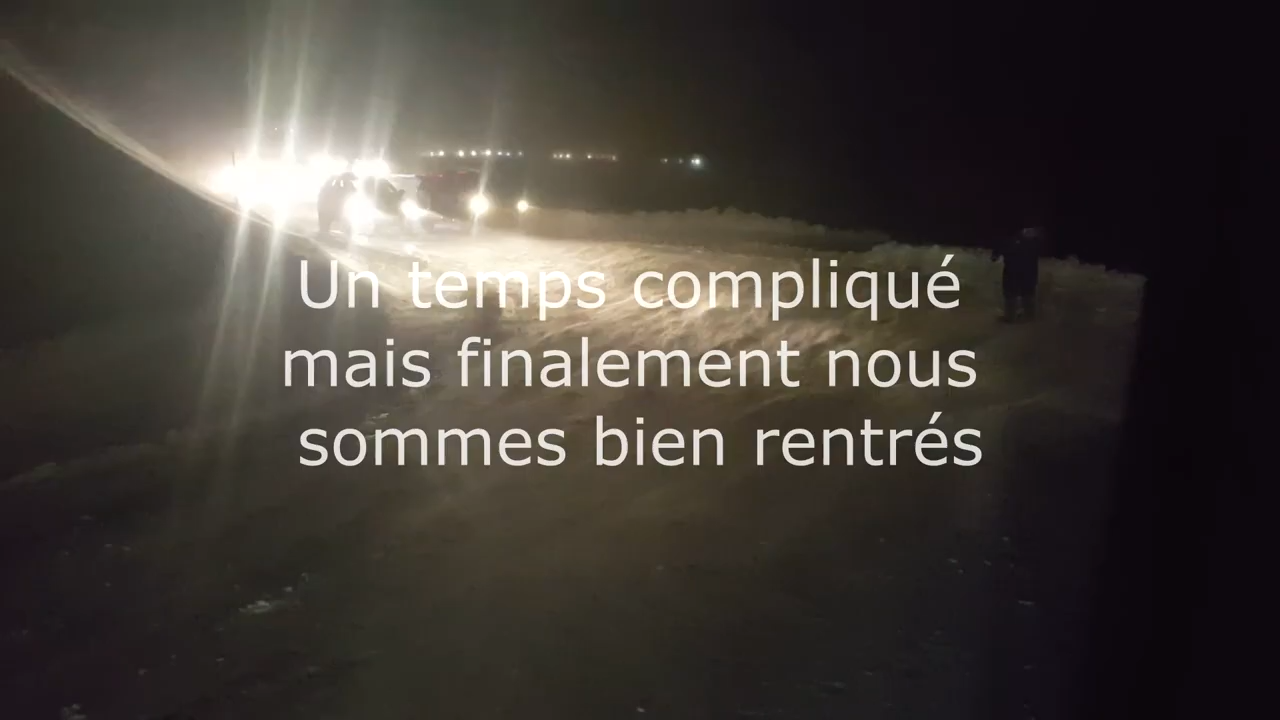 Un temps compliqué
mais finalement nous
sommes bien rentrés